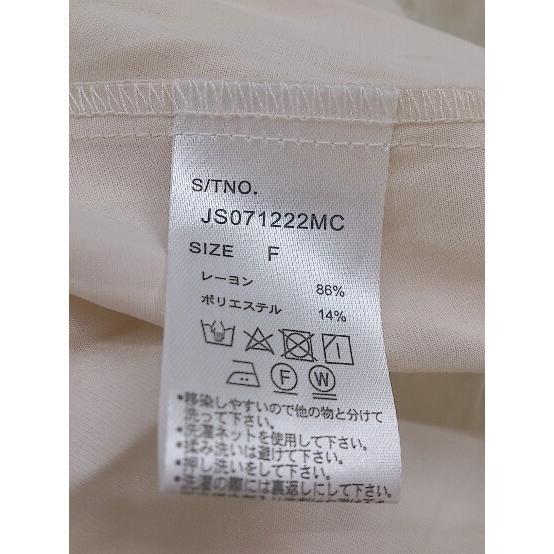 S/TNO.
JS071222MC
SIZE F
レーヨン 86%
ポリエステル 14%
F W
*移染しやすいので他の物と分けて
洗って下さい。
*洗濯ネットを使用して下さい。
*揉み洗いは避けて下さい。
*押し洗いをして下さい。
*洗濯の際には裏返しにして下さい。